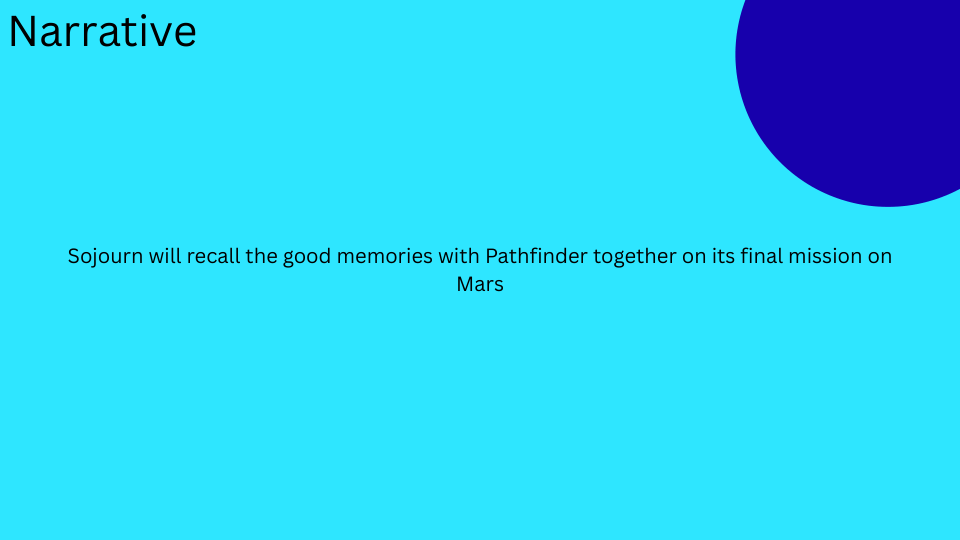 Narrative
Sojourn will recall the good memories with Pathfinder together on its final mission on
Mars